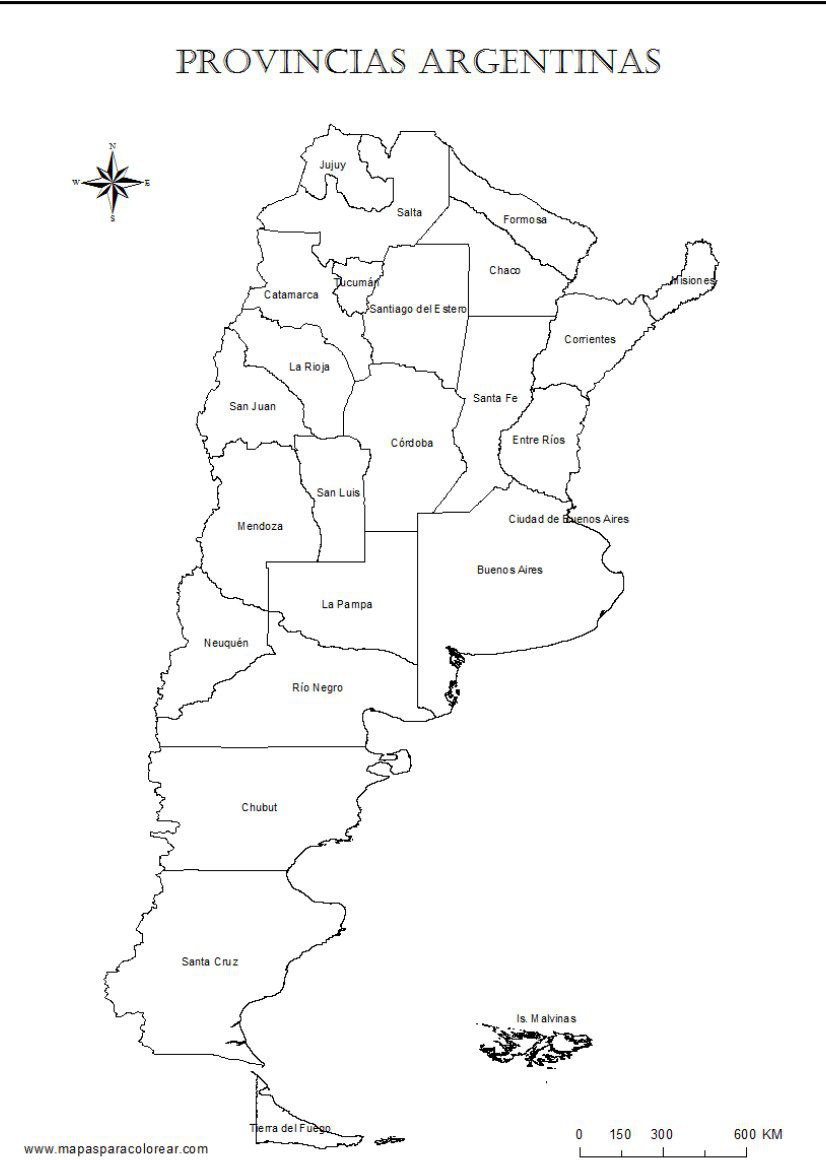 PROVINCIAS ARGENTINAS
N
W E
S
Jujuy
Salta
Formosa
Chaco
Misiones
Tucumán
Catamarca
Santiago del Estero
Corrientes
La Rioja
Santa Fe
San Juan
Entre Ríos
Córdoba
San Luis
Ciudad de Buenos Aires
Mendoza
Buenos Aires
La Pampa
Neuquén
Río Negro
Chubut
Santa Cruz
Is. Malvinas
Tierra del Fuego
0 150 300 600 KM
www.mapasparacolorear.com